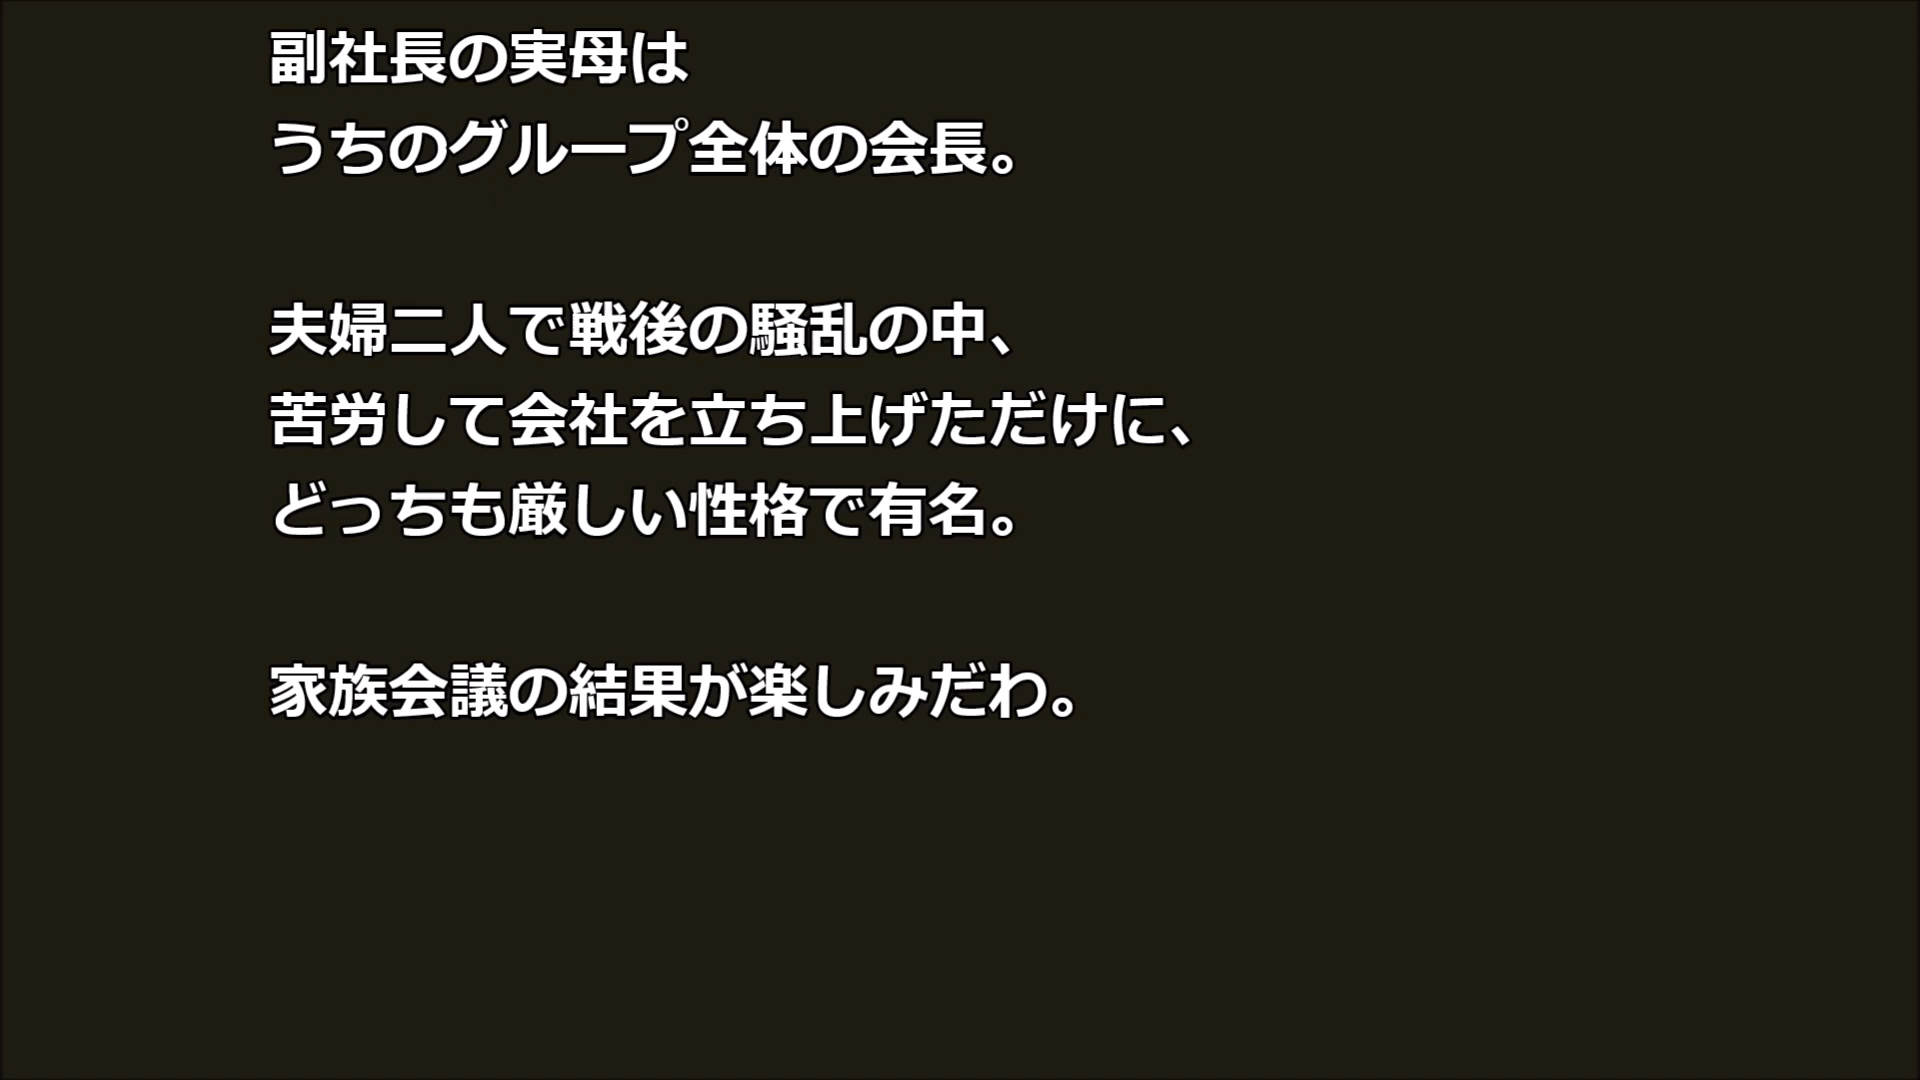 副社長の実母は
うちのグループ全体の会長。
夫婦二人で戦後の騒乱の中、
苦労して会社を立ち上げただけに、
どっちも厳しい性格で有名。
家族会議の結果が楽しみだわ。